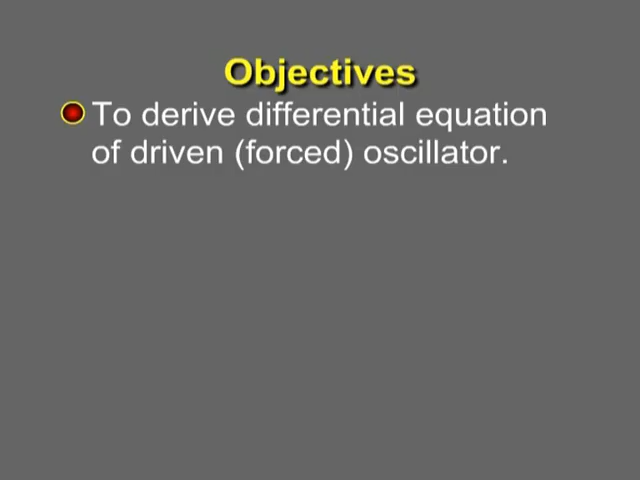 Objectives
To derive differential equation
of driven (forced) oscillator.